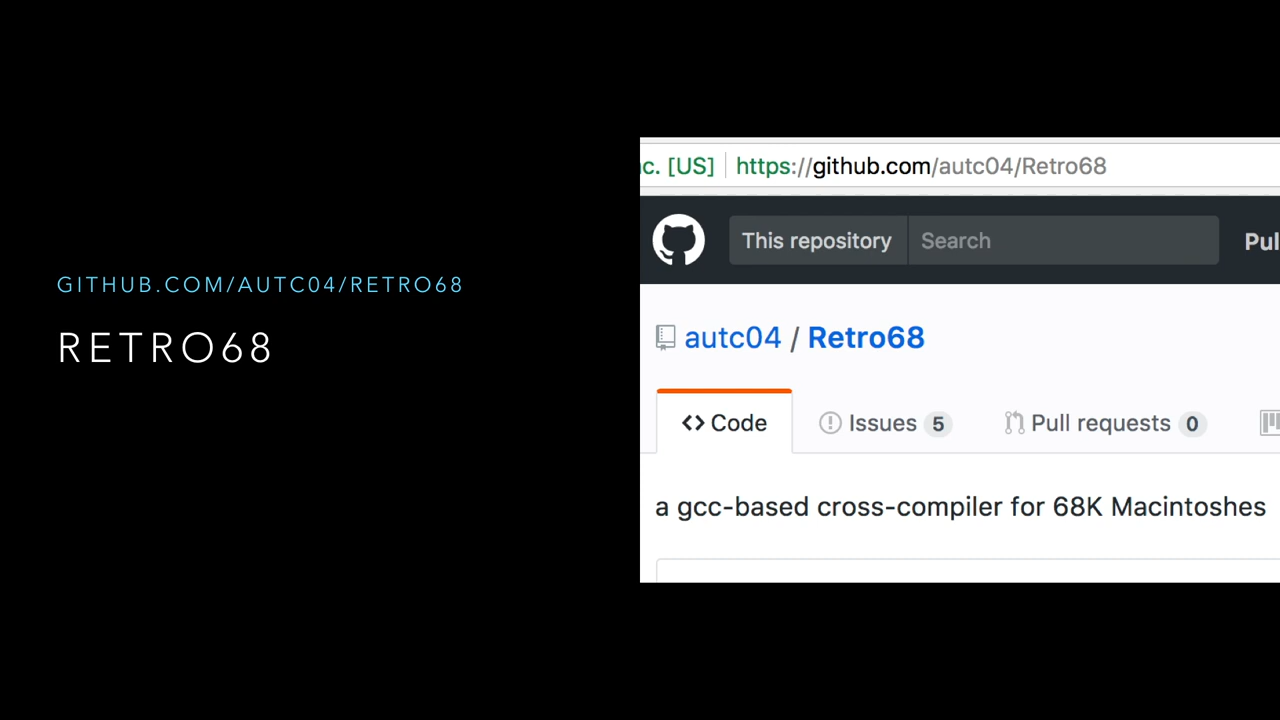 GITHUB.COM/AUTC04/RETRO68
RETRO68
c. [US] https://github.com/autc04/Retro68
This repository Search Pul
autc04 / Retro68
Code Issues 5 Pull requests 0
a gcc-based cross-compiler for 68K Macintoshes